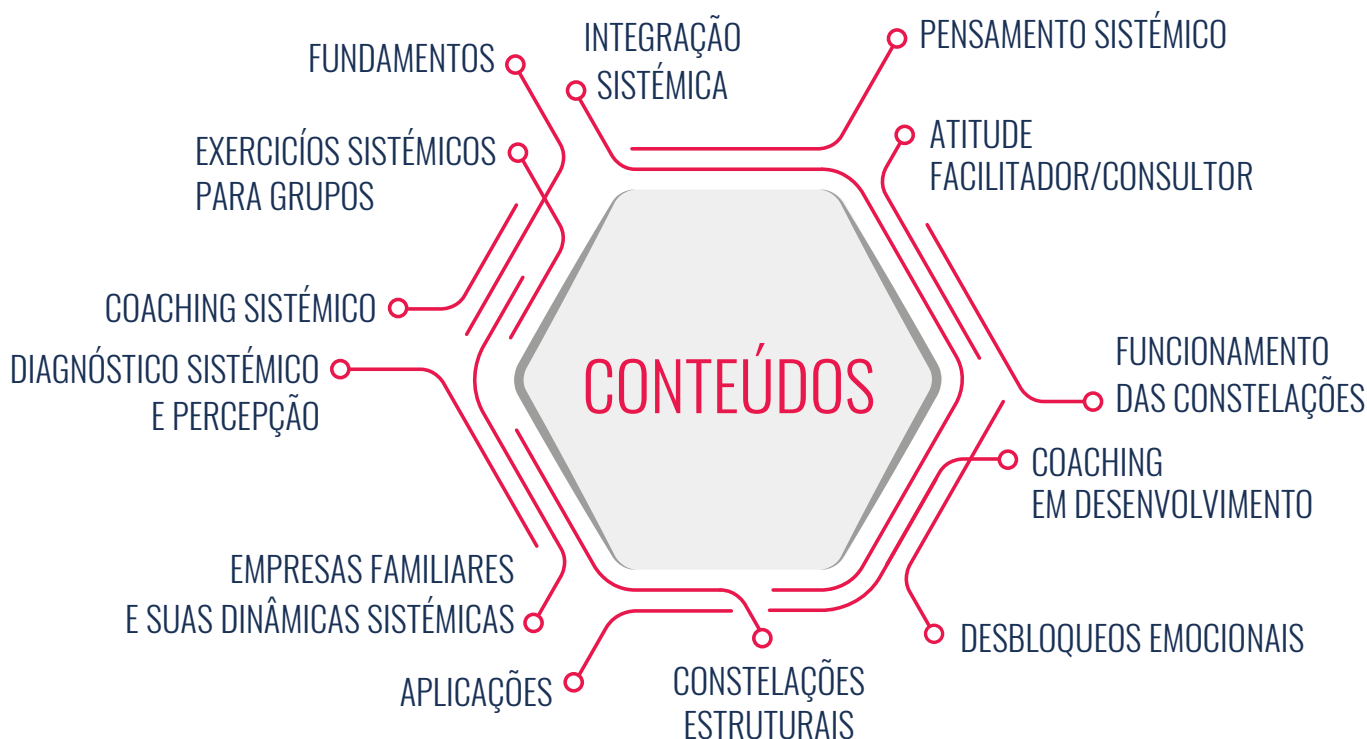 INTEGRAÇÃO
SISTÉMICA
PENSAMENTO SISTÉMICO
FUNDAMENTOS
ATITUDE
FACILITADOR/CONSULTOR
EXERCICÍOS SISTÉMICOS
PARA GRUPOS
COACHING SISTÉMICO
DIAGNÓSTICO SISTÉMICO
E PERCEPÇÃO
CONTEÚDOS
FUNCIONAMENTO
DAS CONSTELAÇÕES
COACHING
EM DESENVOLVIMENTO
EMPRESAS FAMILIARES
E SUAS DINÂMICAS SISTÉMICAS
DESBLOQUEOS EMOCIONAIS
APLICAÇÕES
CONSTELAÇÕES
ESTRUTURAIS